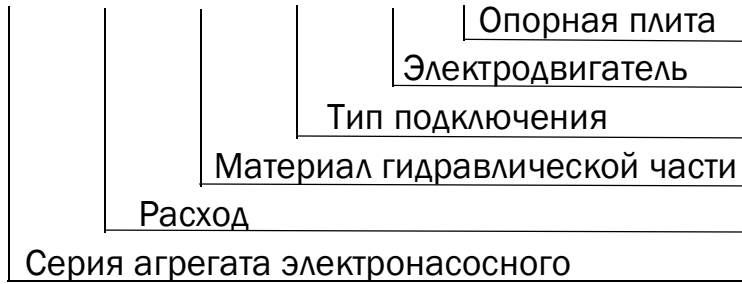 Опорная плита
Электродвигатель
Тип подключения
Материал гидравлической части
Расход
Серия агрегата электронасосного